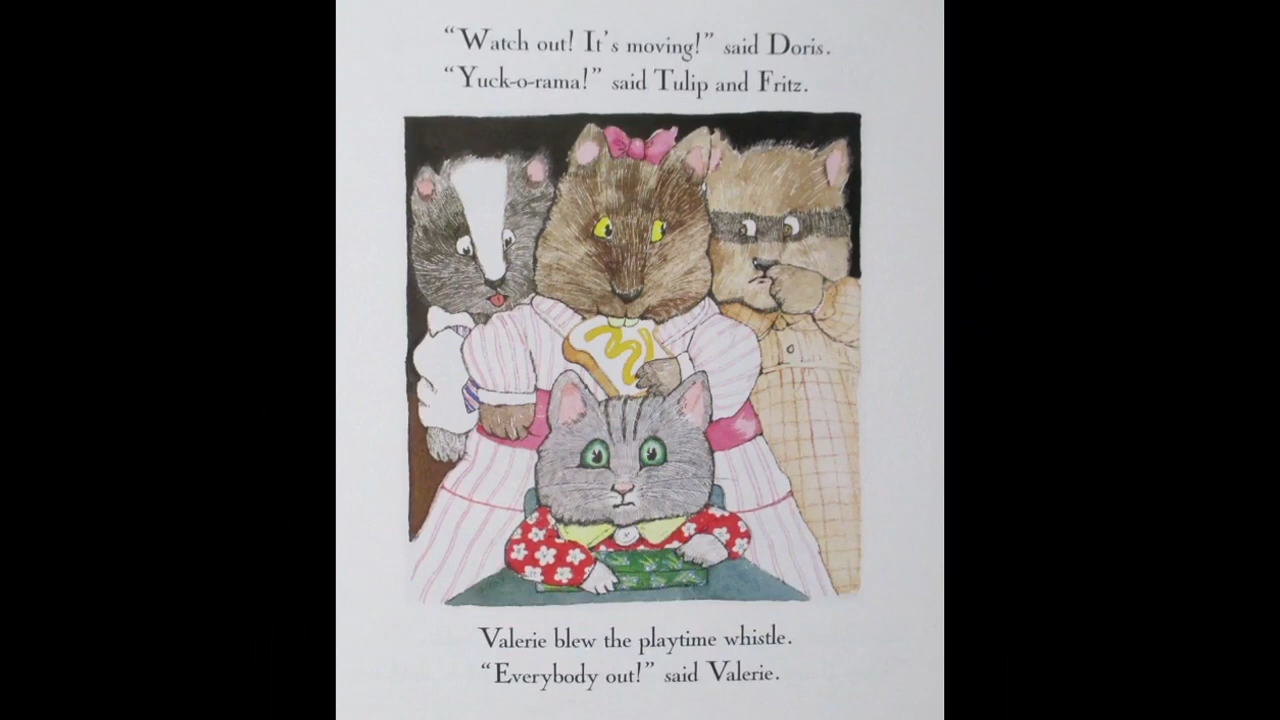 “Watch out! It’s moving!” said Doris.
“Yuck-o-rama!” said Tulip and Fritz.
Valerie blew the playtime whistle.
“Everybody out!” said Valerie.